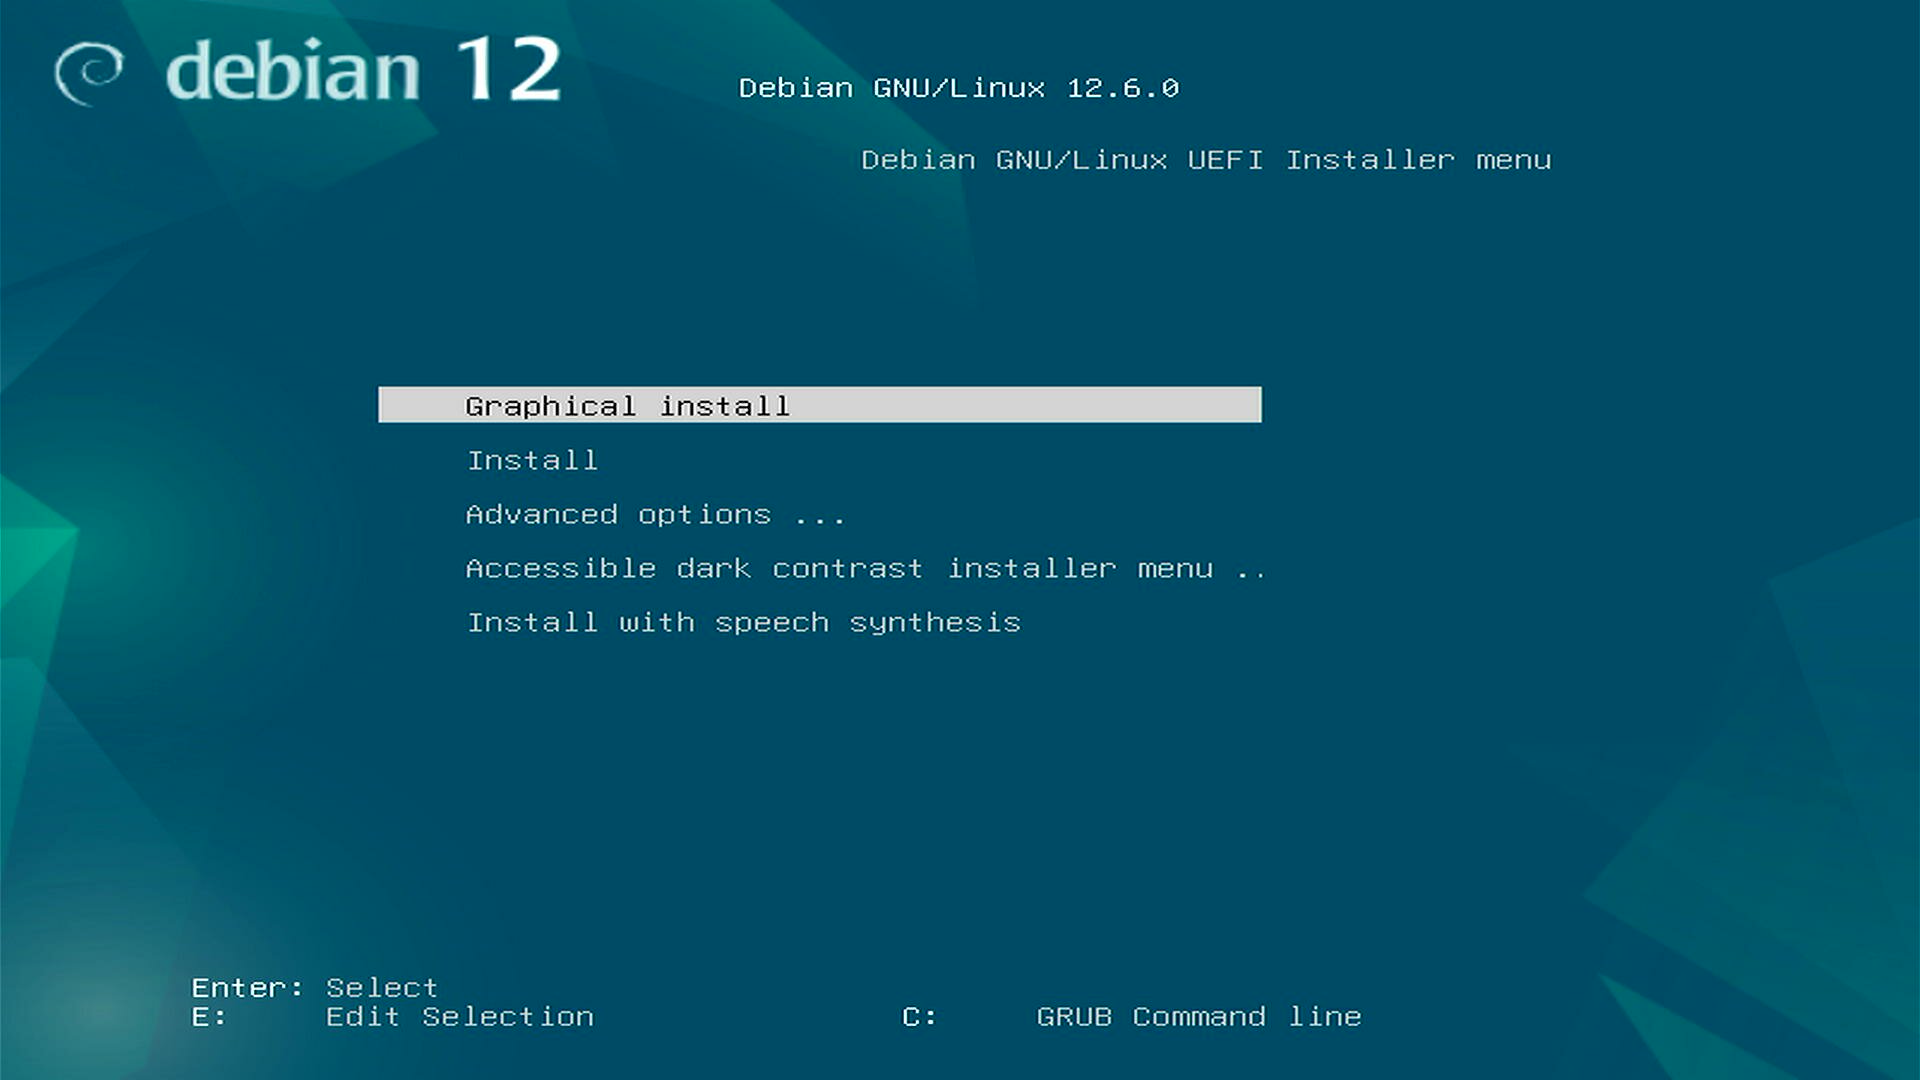 debian 12
Debian GNU/Linux 12.6.0
Debian GNU/Linux UEFI Installer menu
Graphical install
Install
Advanced options ...
Accessible dark contrast installer menu ..
Install with speech synthesis
Enter: Select
E: Edit Selection C: GRUB Command line